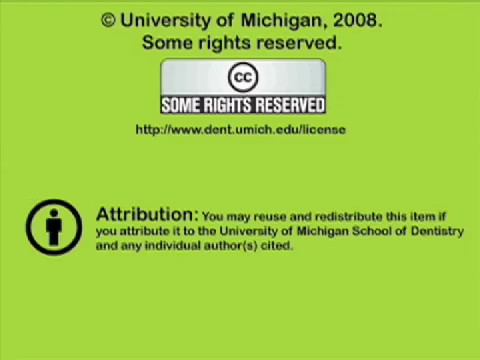 © University of Michigan, 2008.
Some rights reserved.
cc
SOME RIGHTS RESERVED
http://www.dent.umich.edu/license
Attribution: You may reuse and redistribute this item if
you attribute it to the University of Michigan School of Dentistry
and any individual author(s) cited.